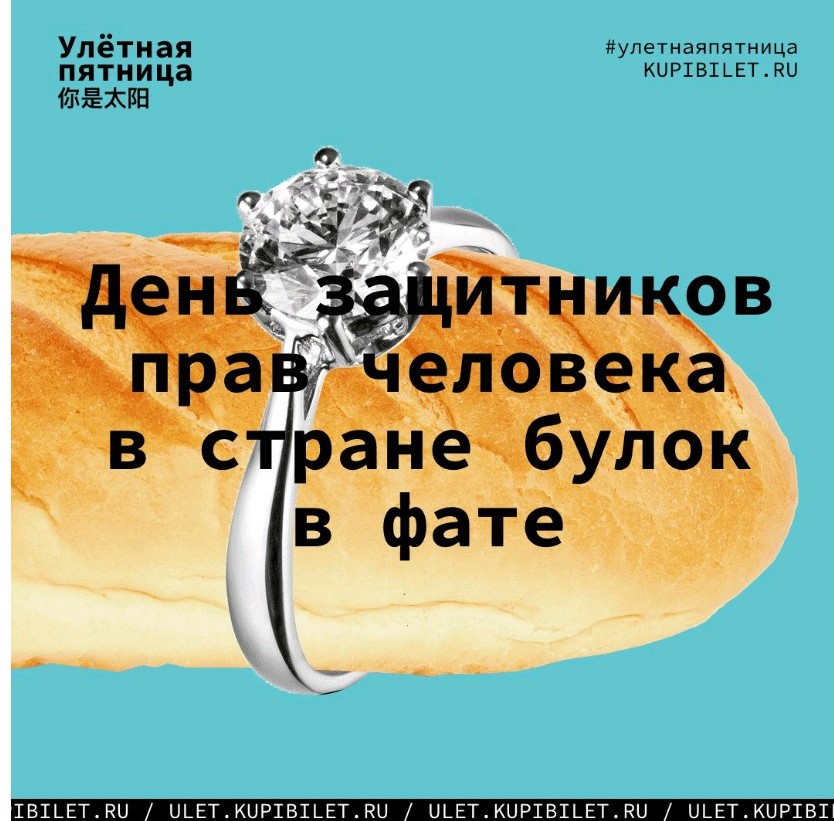 Улётная
пятница
你是太阳
#улетнаяпятница
KUPIBILET.RU
День защитников
прав человека
в стране булок
в фате
IBILET.RU / ULET.KUPIBILET.RU / ULET.KUPIBILET.RU / ULET.KUPIBI